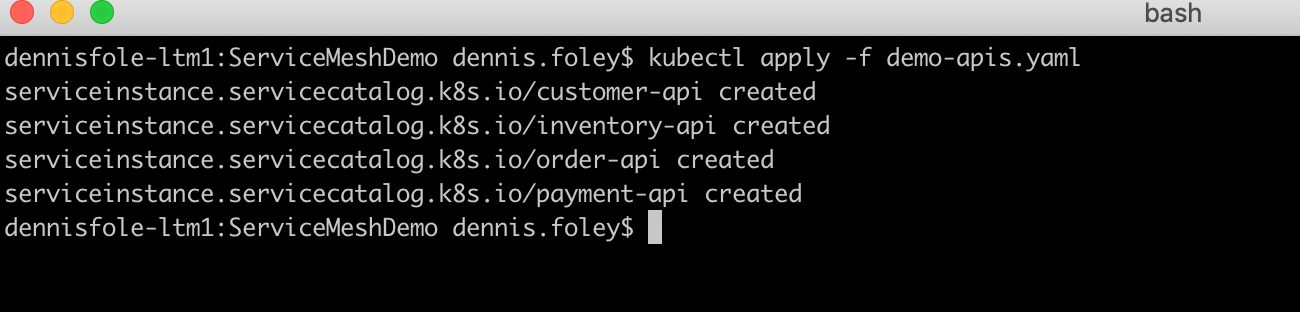 bash
dennisfole-ltm1:ServiceMeshDemo dennis.foley$ kubectl apply -f demo-apis.yaml
serviceinstance.servicecatalog.k8s.io/customer-api created
serviceinstance.servicecatalog.k8s.io/inventory-api created
serviceinstance.servicecatalog.k8s.io/order-api created
serviceinstance.servicecatalog.k8s.io/payment-api created
dennisfole-ltm1:ServiceMeshDemo dennis.foley$